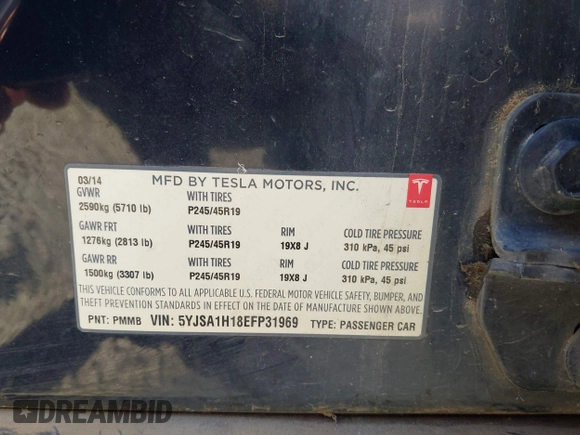 03/14 MFD BY TESLA MOTORS, INC.
GVWR WITH TIRES
2590kg (5710 lb) P245/45R19
TESLA
GAWR FRT WITH TIRES RIM COLD TIRE PRESSURE
1276kg (2813 lb) P245/45R19 19X8 J 310 kPa, 45 psi
GAWR RR WITH TIRES RIM COLD TIRE PRESSURE
1500kg (3307 lb) P245/45R19 19X8 J 310 kPa, 45 psi
THIS VEHICLE CONFORMS TO ALL APPLICABLE U.S. FEDERAL MOTOR VEHICLE SAFETY, BUMPER, AND
THEFT PREVENTION STANDARDS IN EFFECT ON THE DATE OF MANUFACTURE SHOWN ABOVE.
PNT: PMMB VIN: 5YJSA1H18EFP31969 TYPE: PASSENGER CAR
DREAMBID